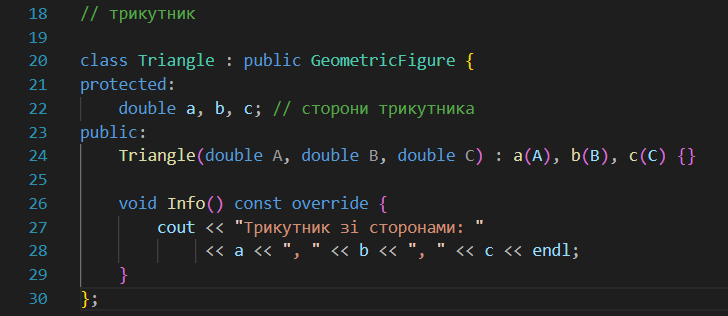 18 // трикутник
19
20 class Triangle : public GeometricFigure {
21 protected:
22     double a, b, c; // сторони трикутника
23 public:
24     Triangle(double A, double B, double C) : a(A), b(B), c(C) {}
25
26     void Info() const override {
27         cout << "Трикутник зі сторонами: "
28              << a << ", " << b << ", " << c << endl;
29     }
30 };